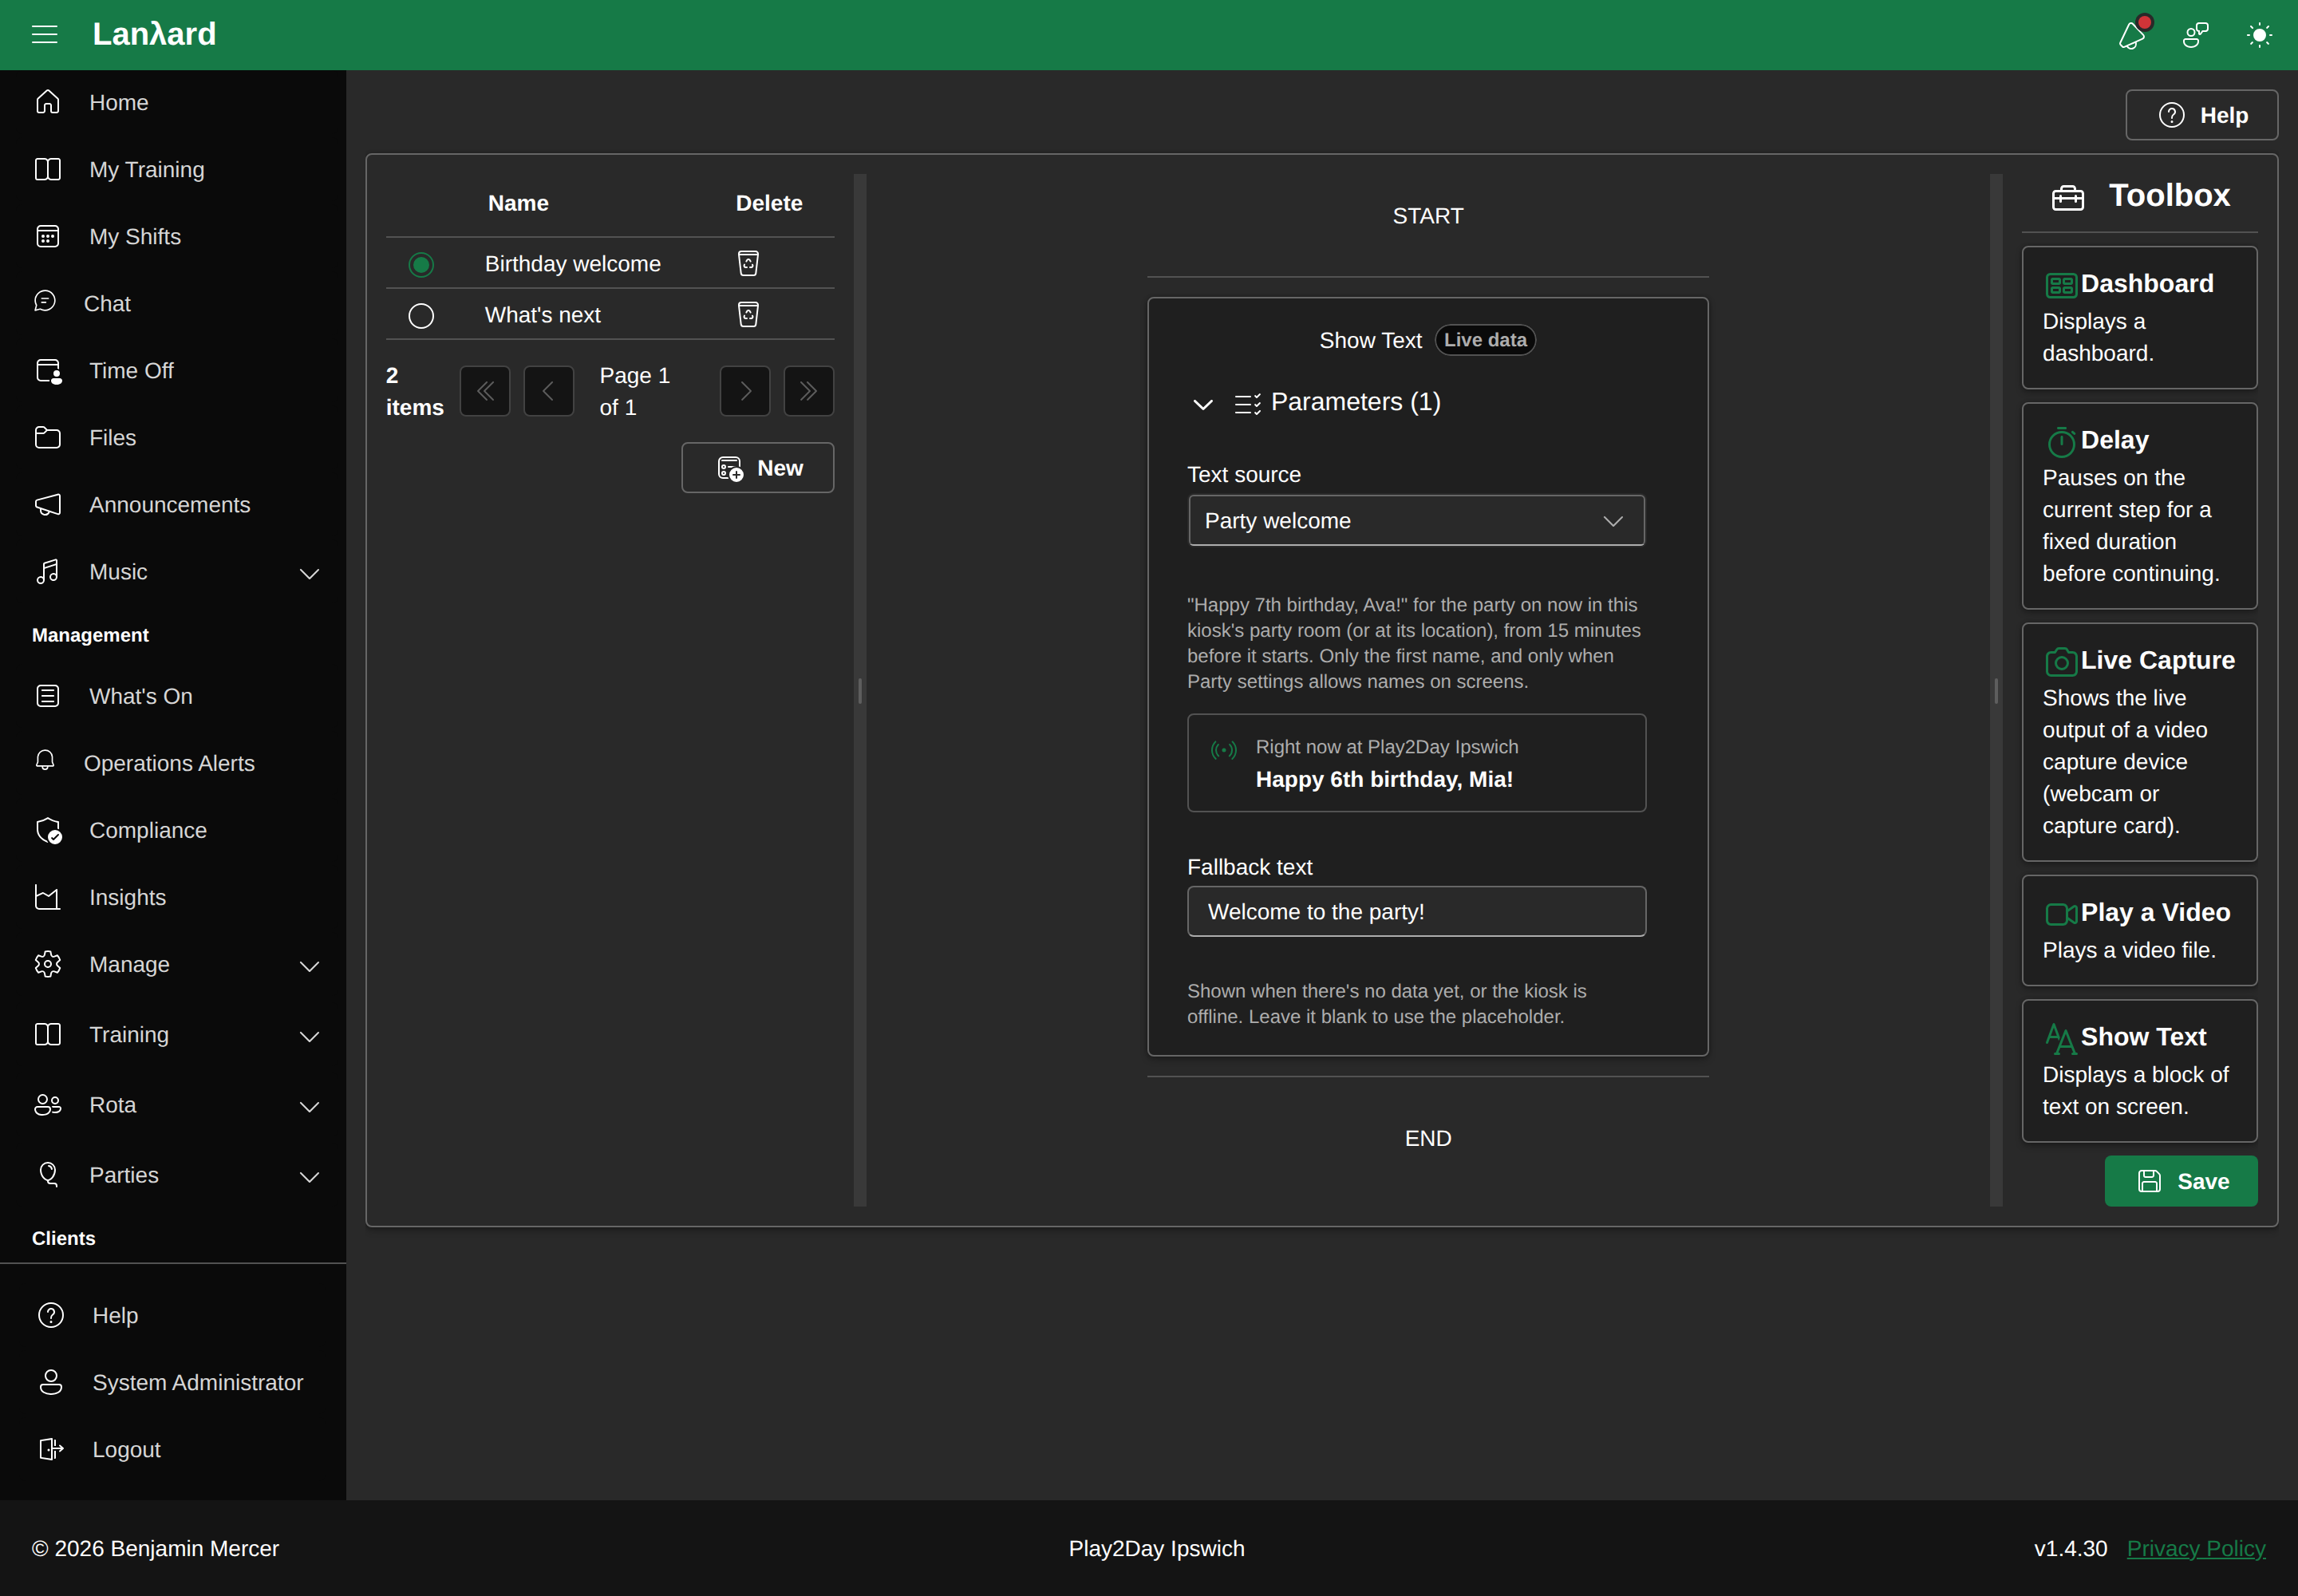 Lanλard
Help
Home
My Training
My Shifts
Chat
Time Off
Files
Announcements
Music
Management
What's On
Operations Alerts
Compliance
Insights
Manage
Training
Rota
Parties
Clients
Help
System Administrator
Logout
Name Delete
Birthday welcome
What's next
2
items
Page 1
of 1
New
START
Show Text Live data
Parameters (1)
Text source
Party welcome
"Happy 7th birthday, Ava!" for the party on now in this
kiosk's party room (or at its location), from 15 minutes
before it starts. Only the first name, and only when
Party settings allows names on screens.
Right now at Play2Day Ipswich
Happy 6th birthday, Mia!
Fallback text
Welcome to the party!
Shown when there's no data yet, or the kiosk is
offline. Leave it blank to use the placeholder.
END
Toolbox
Dashboard
Displays a
dashboard.
Delay
Pauses on the
current step for a
fixed duration
before continuing.
Live Capture
Shows the live
output of a video
capture device
(webcam or
capture card).
Play a Video
Plays a video file.
Show Text
Displays a block of
text on screen.
Save
© 2026 Benjamin Mercer
Play2Day Ipswich
v1.4.30 Privacy Policy